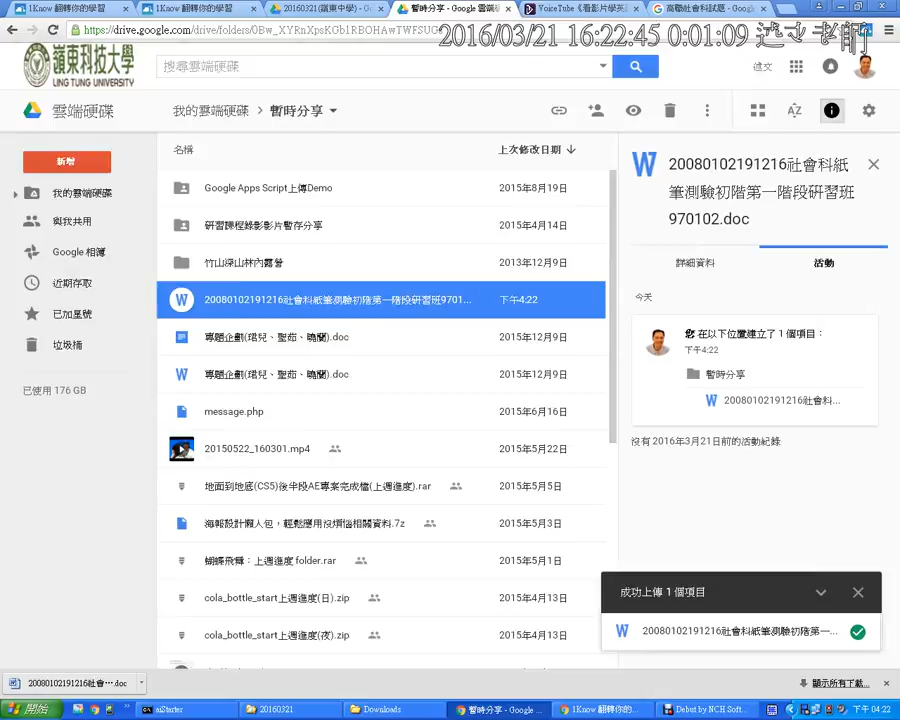 1Know 翻轉你的學習
1Know 翻轉你的學習
20160321(嶺東中學) - Goo
暫時分享 - Google 雲端硬
VoiceTube《看影片學英
高職社會科試題 - Google
https://drive.google.com/drive/folders/0Bw_XYRnXpsKGblRBOHAwTWFSUG
2016/03/21 16:22:45 0:01:09
嶺東科技大學
LING TUNG UNIVERSITY
搜尋雲端硬碟
雲端硬碟
我的雲端硬碟 > 暫時分享
新增
我的雲端硬碟
與我共用
Google 相簿
近期存取
已加星號
垃圾桶
已使用 176 GB
名稱
上次修改日期
Google Apps Script上傳Demo
2015年8月19日
研習課程錄影影片暫存分享
2015年4月14日
竹山深山林內露營
2013年12月9日
20080102191216社會科紙筆測驗初階第一階段研習班9701...
下午4:22
專題企劃(珺兒、聖茹、曉蘭).doc
2015年12月9日
專題企劃(珺兒、聖茹、曉蘭).doc
2015年12月9日
message.php
2015年6月16日
20150522_160301.mp4
2015年5月22日
地面到地底(CS5)後半段AE專案完成檔(上週進度).rar
2015年5月5日
海報設計懶人包，輕鬆應用沒煩惱相關資料.7z
2015年5月3日
蝴蝶飛舞：上週進度 folder.rar
2015年5月1日
cola_bottle_start上週進度(日).zip
2015年4月13日
cola_bottle_start上週進度(夜).zip
2015年4月13日
20080102191216社會科紙
筆測驗初階第一階段研習班
970102.doc
詳細資料
活動
今天
您 在以下位置建立了 1 個項目：
下午4:22
暫時分享
20080102191216社會科...
沒有 2016年3月21日前的活動紀錄
成功上傳 1 個項目
20080102191216社會科紙筆測驗初階第一...
20080102191216社會⋯.doc
顯示所有下載...
開始
aiStarter
20160321
Downloads
暫時分享 - Google ...
1Know 翻轉你的...
Debut by NCH Soft...
下午 04:22